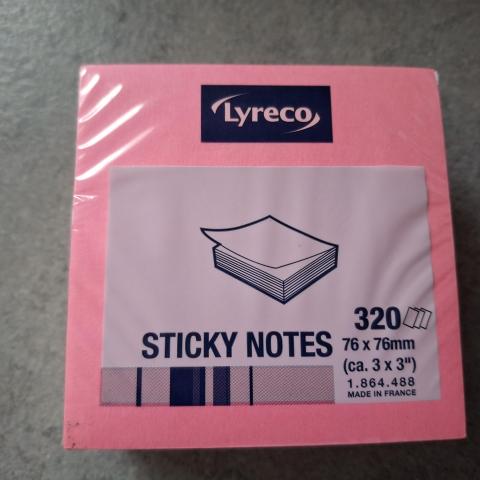 Lyreco
320
STICKY NOTES 76 x 76mm
(ca. 3 x 3")
1.864.488
MADE IN FRANCE